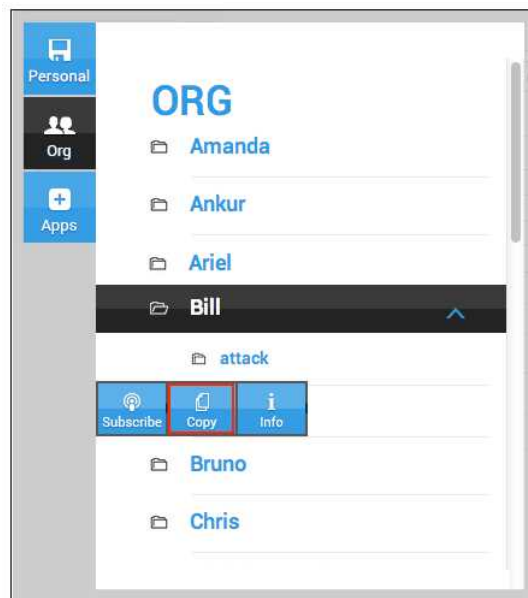 Personal
ORG
Org
Amanda
Ankur
Apps
Ariel
Bill
attack
Subscribe Copy Info
Bruno
Chris